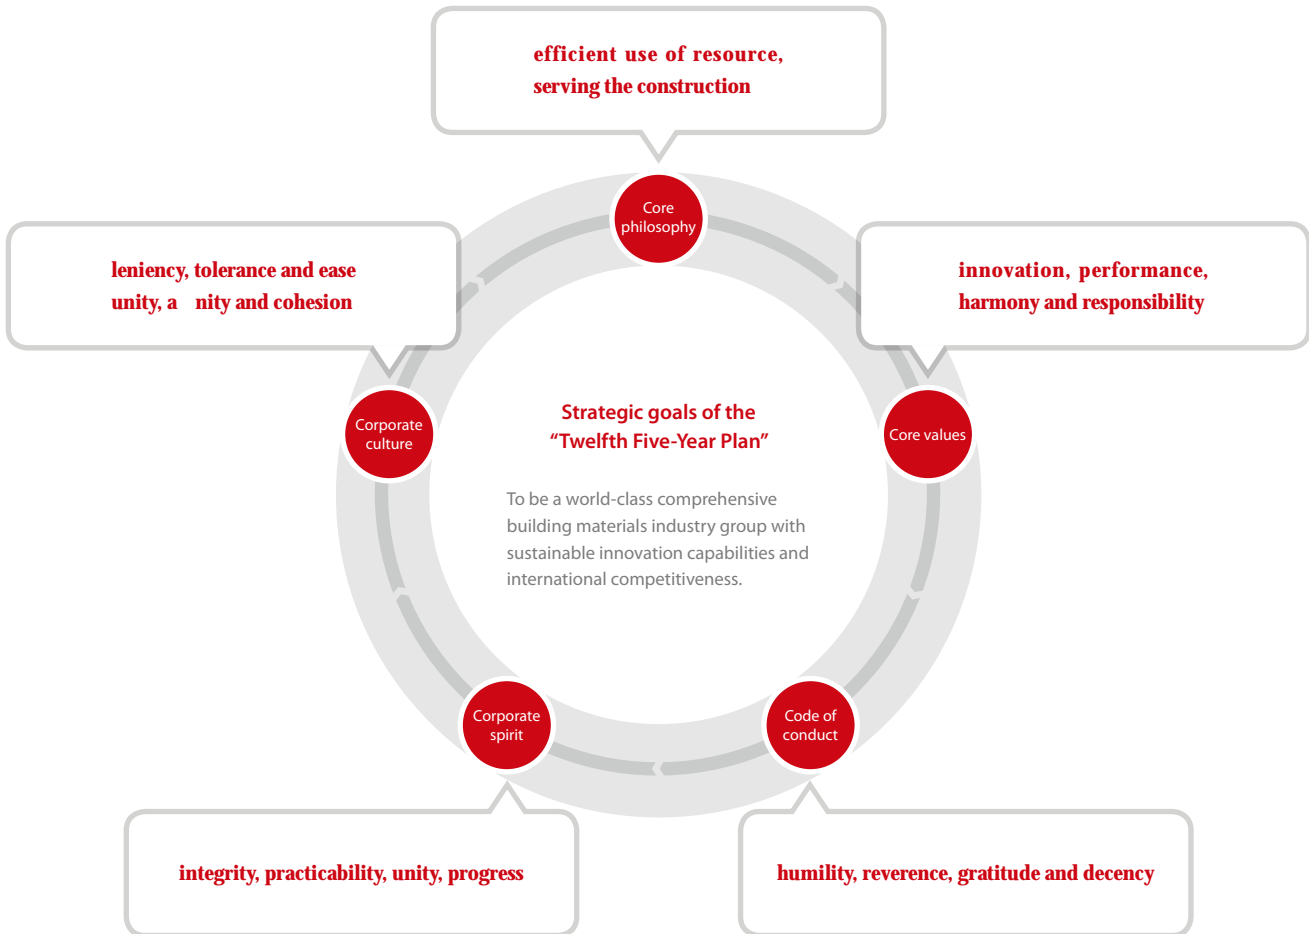 efficient use of resource,
serving the construction
Core
philosophy
leniency, tolerance and ease
unity, a nity and cohesion
innovation, performance,
harmony and responsibility
Corporate
culture
Core values
Strategic goals of the
“Twelfth Five-Year Plan”
To be a world-class comprehensive
building materials industry group with
sustainable innovation capabilities and
international competitiveness.
Corporate
spirit
Code of
conduct
integrity, practicability, unity, progress
humility, reverence, gratitude and decency